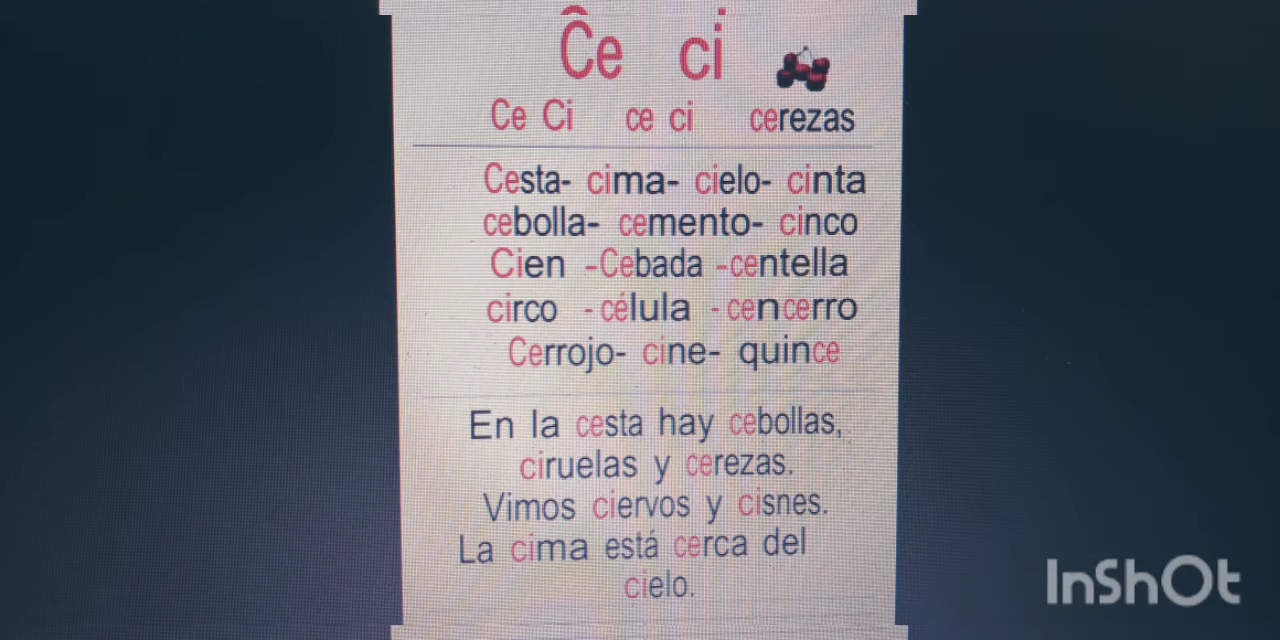 Ĉe ci
Ce Ci ce ci cerezas
Cesta- cima- cielo- cinta
cebolla- cemento- cinco
Cien -Cebada -centella
circo - célula - cencerro
Cerrojo- cine- quince
En la cesta hay cebollas,
ciruelas y cerezas.
Vimos ciervos y cisnes.
La cima está cerca del
cielo.
InShOt